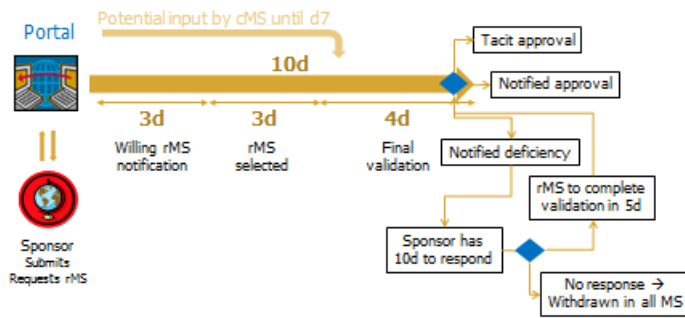 Potential input by cMS until d7
Portal
10d
Tacit approval
Notified approval
3d
3d
4d
Willing rMS
notification
rMS
selected
Final
validation
Notified deficiency
rMS to complete
validation in 5d
Sponsor
Submits
Requests rMS
Sponsor has
10d to respond
No response →
Withdrawn in all MS